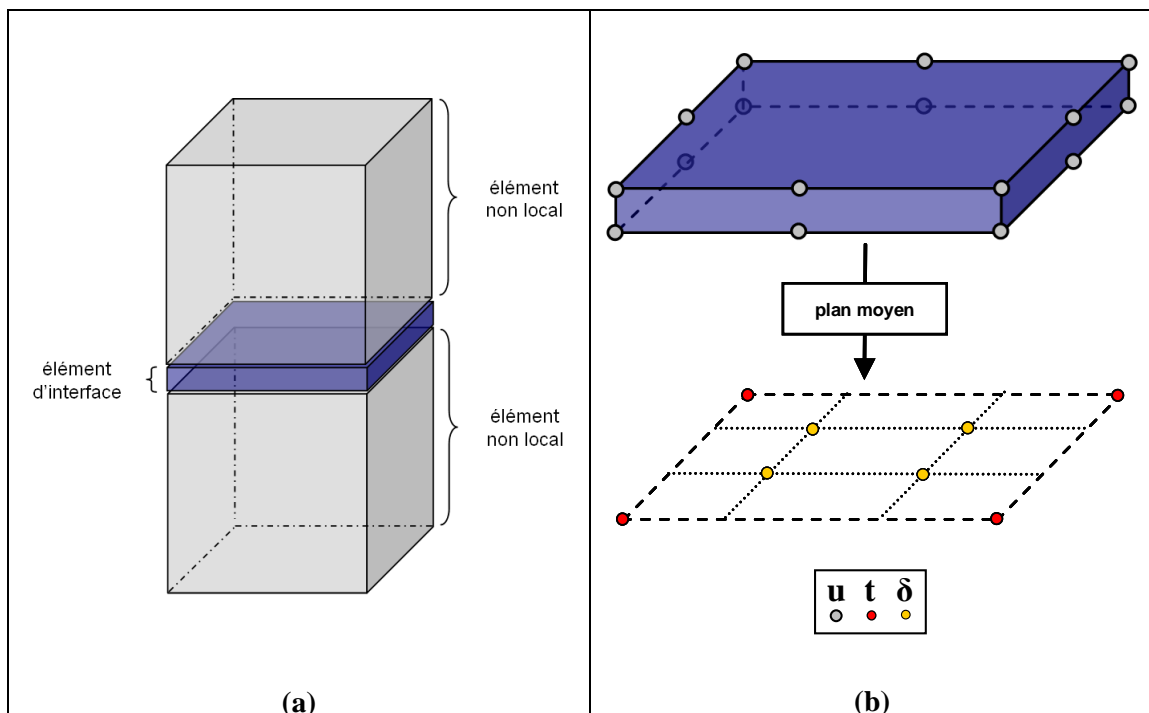 élément
non local
élément
d'interface
élément
non local
(a)
plan moyen
u t δ
(b)